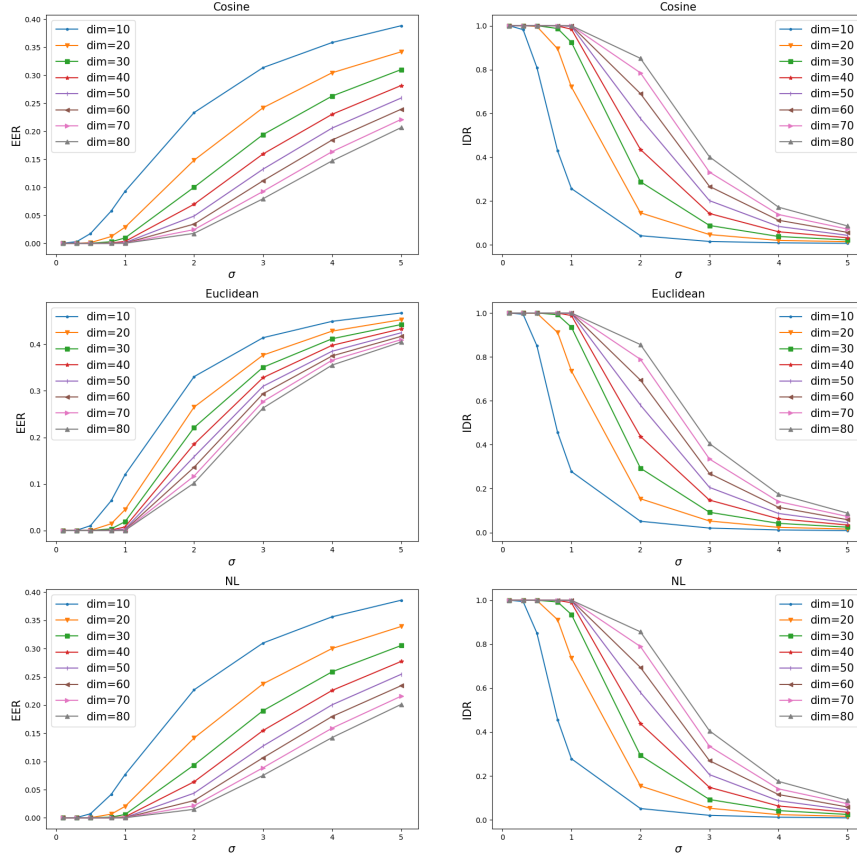 Cosine
EER
0.40
0.35
0.30
0.25
0.20
0.15
0.10
0.05
0.00
dim=10
dim=20
dim=30
dim=40
dim=50
dim=60
dim=70
dim=80
0 1 2 3 4 5
σ
Cosine
IDR
1.0
0.8
0.6
0.4
0.2
0.0
dim=10
dim=20
dim=30
dim=40
dim=50
dim=60
dim=70
dim=80
0 1 2 3 4 5
σ
Euclidean
EER
0.4
0.3
0.2
0.1
0.0
dim=10
dim=20
dim=30
dim=40
dim=50
dim=60
dim=70
dim=80
0 1 2 3 4 5
σ
Euclidean
IDR
1.0
0.8
0.6
0.4
0.2
0.0
dim=10
dim=20
dim=30
dim=40
dim=50
dim=60
dim=70
dim=80
0 1 2 3 4 5
σ
NL
EER
0.40
0.35
0.30
0.25
0.20
0.15
0.10
0.05
0.00
dim=10
dim=20
dim=30
dim=40
dim=50
dim=60
dim=70
dim=80
0 1 2 3 4 5
σ
NL
IDR
1.0
0.8
0.6
0.4
0.2
0.0
dim=10
dim=20
dim=30
dim=40
dim=50
dim=60
dim=70
dim=80
0 1 2 3 4 5
σ